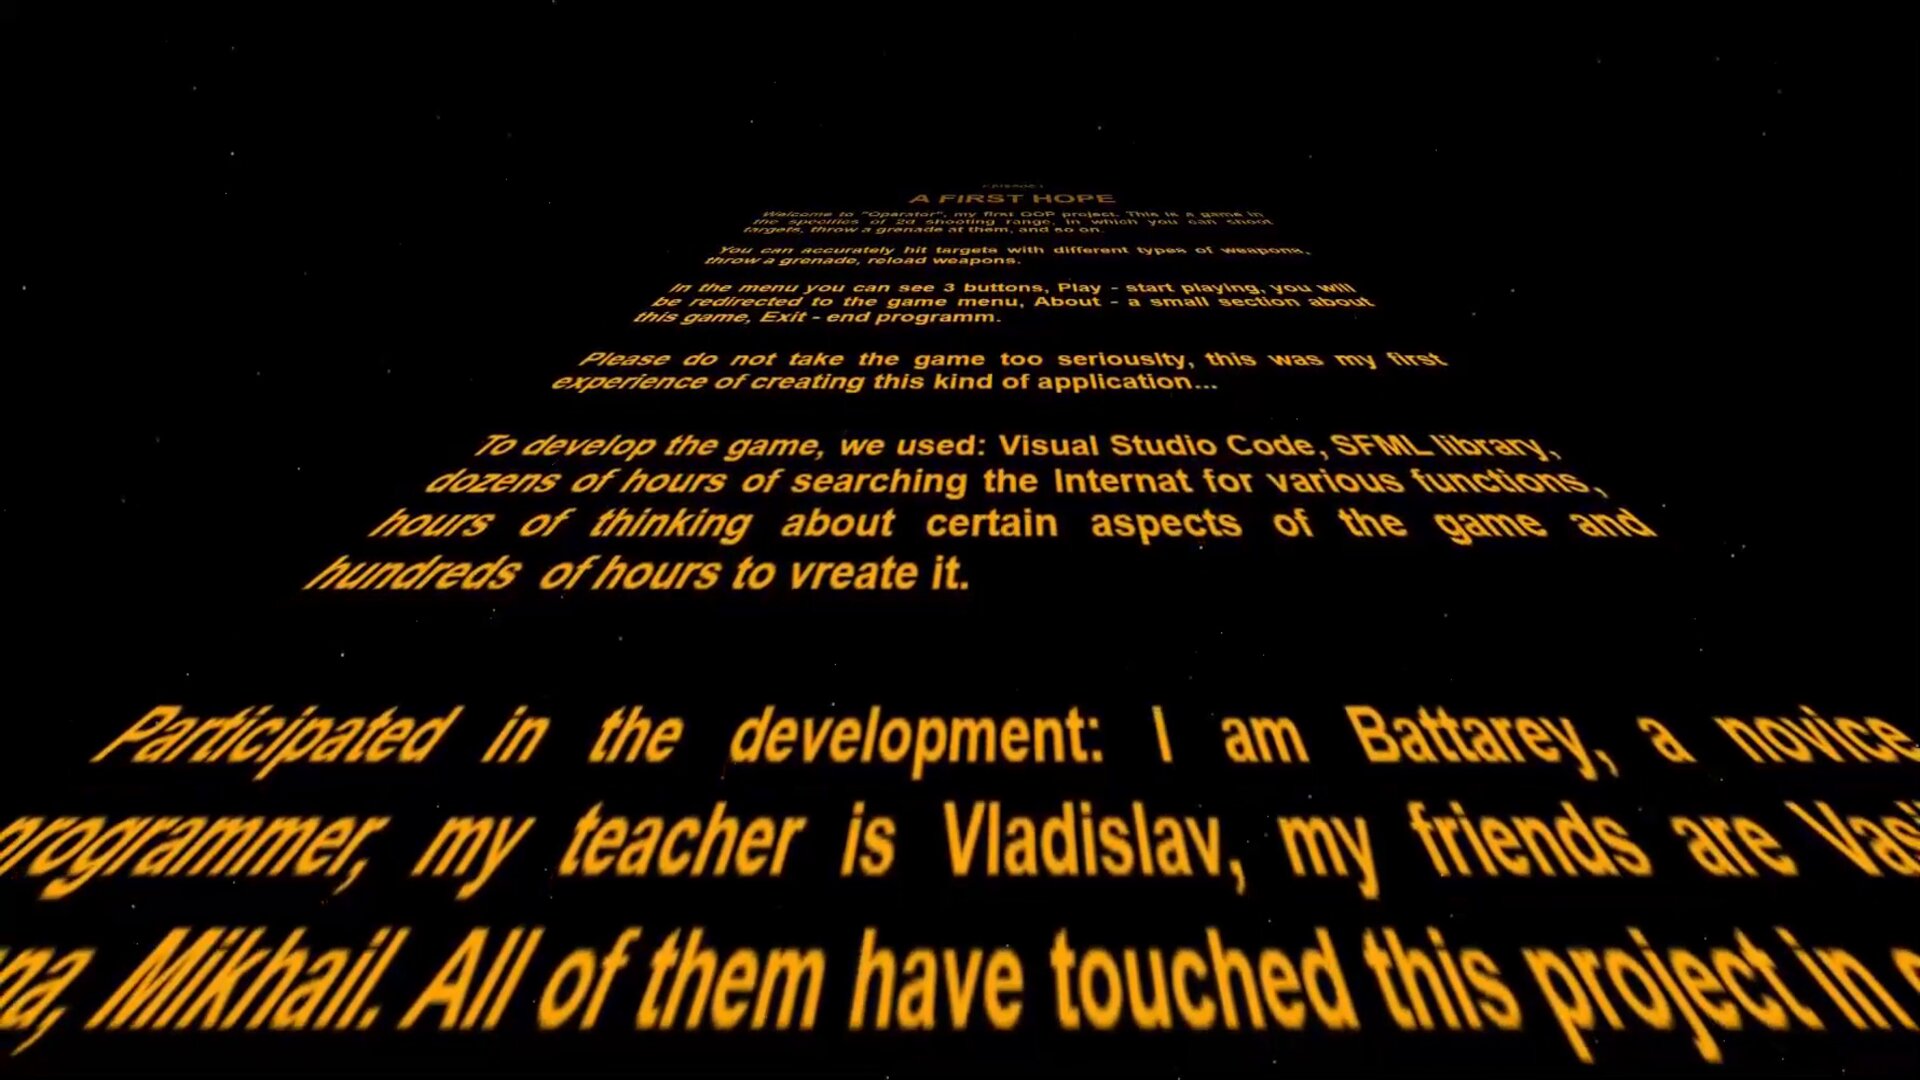 A FIRST HOPE
Welcome to "Operator", my first OOP project. This is a game in
the specifics of 2d shooting range, in which you can shoot
targets, throw a grenade at them, and so on.
You can accurately hit targets with different types of weapons,
throw a grenade, reload weapons.
In the menu you can see 3 buttons, Play - start playing, you will
be redirected to the game menu, About - a small section about
this game, Exit - end programm.
Please do not take the game too seriouslty, this was my first
experience of creating this kind of application...
To develop the game, we used: Visual Studio Code, SFML library,
dozens of hours of searching the Internat for various functions,
hours of thinking about certain aspects of the game and
hundreds of hours to vreate it.
Participated in the development: I am Battarey, a novice
programmer, my teacher is Vladislav, my friends are
Mikhail. All of them have touched this project in